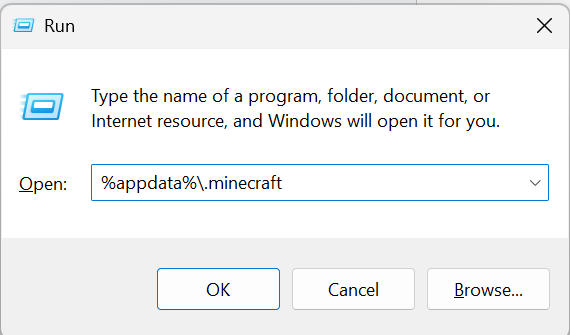 Run
Type the name of a program, folder, document, or
Internet resource, and Windows will open it for you.
Open: %appdata%\.minecraft
OK Cancel Browse...